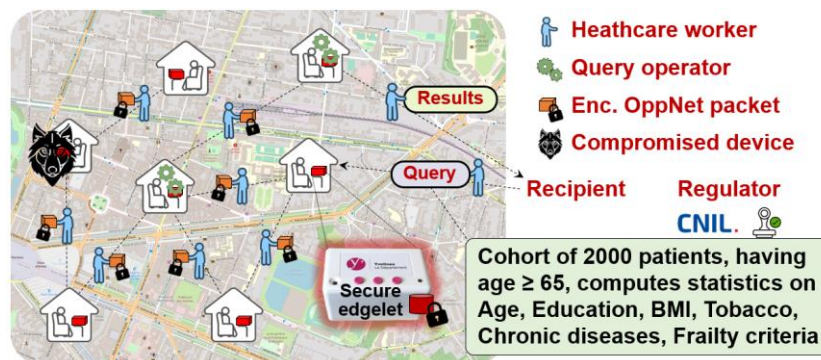 Heathcare worker
Query operator
Results
Enc. OppNet packet
Compromised device
Query
Recipient
Regulator
CNIL.
Yvelines
Secure
edgelet
Cohort of 2000 patients, having
age ≥ 65, computes statistics on
Age, Education, BMI, Tobacco,
Chronic diseases, Frailty criteria